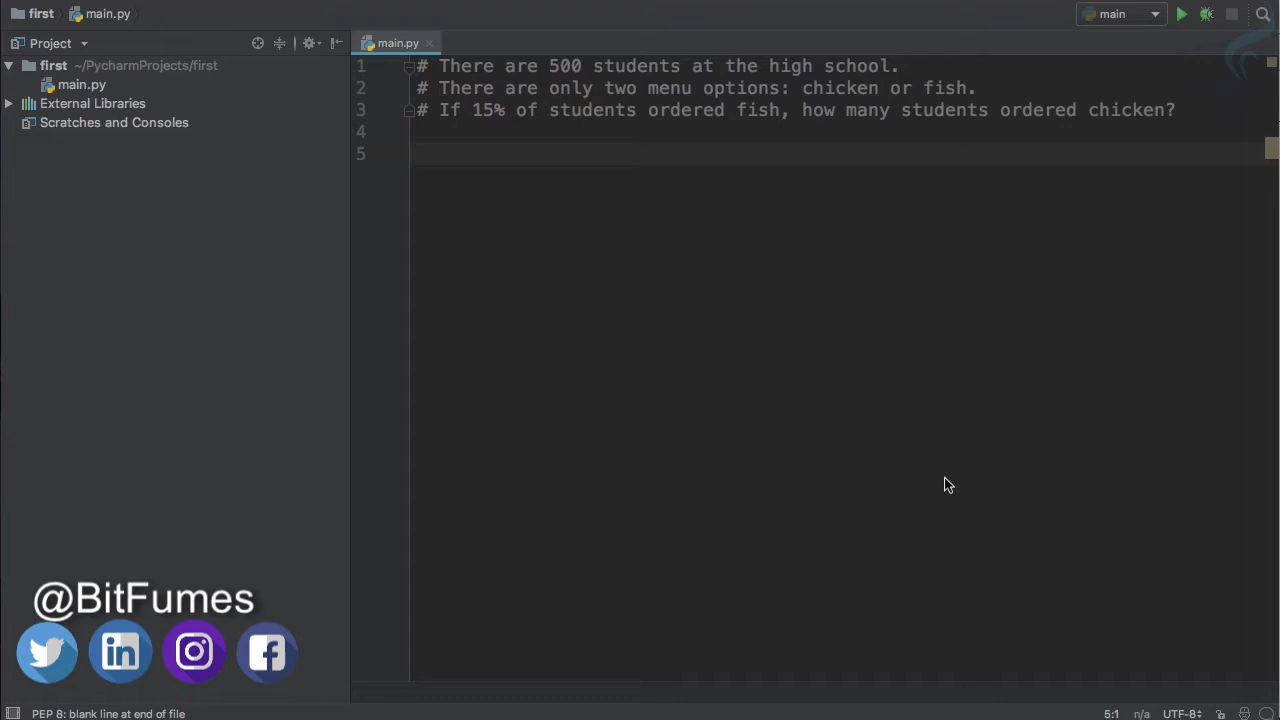 first
main.py
main
Project
main.py
first ~/PycharmProjects/first
main.py
External Libraries
Scratches and Consoles
1 # There are 500 students at the high school.
2 # There are only two menu options: chicken or fish.
3 # If 15% of students ordered fish, how many students ordered chicken?
4
5
@BitFumes
in
PEP 8: blank line at end of file
5:1
n/a
UTF-8